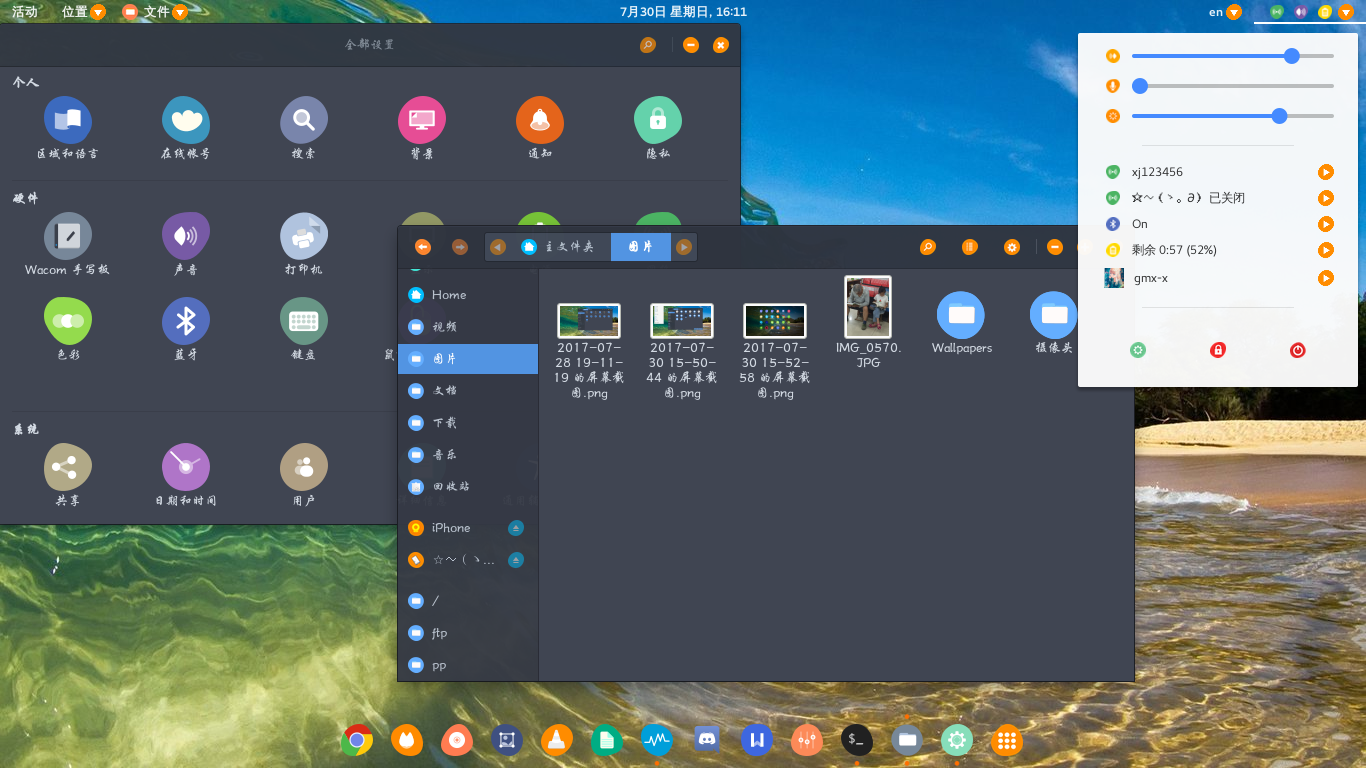 活动 位置 文件 7月30日 星期日, 16:11 en
全部设置
个人
区域和语言 在线帐号 搜索 背景 通知 隐私
硬件
Wacom 手写板 声音 打印机
色彩 蓝牙 键盘 鼠
系统
共享 日期和时间 用户
主文件夹 图片
Home
视频
图片
文档
下载
音乐
回收站
iPhone
☆～（ヽ...
/
ftp
pp
2017-07-
28 19-11-
19 的屏幕截
图.png
2017-07-
30 15-50-
44 的屏幕截
图.png
2017-07-
30 15-52-
58 的屏幕截
图.png
IMG_0570.
JPG
Wallpapers
摄像头
xj123456
☆～（ヽ。∂）已关闭
On
剩余 0:57 (52%)
gmx-x
$_